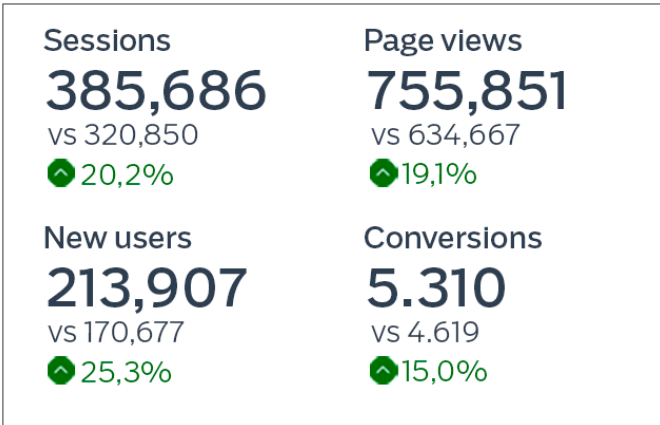 Sessions
385,686
vs 320,850
20,2%
Page views
755,851
vs 634,667
19,1%
New users
213,907
vs 170,677
25,3%
Conversions
5.310
vs 4.619
15,0%